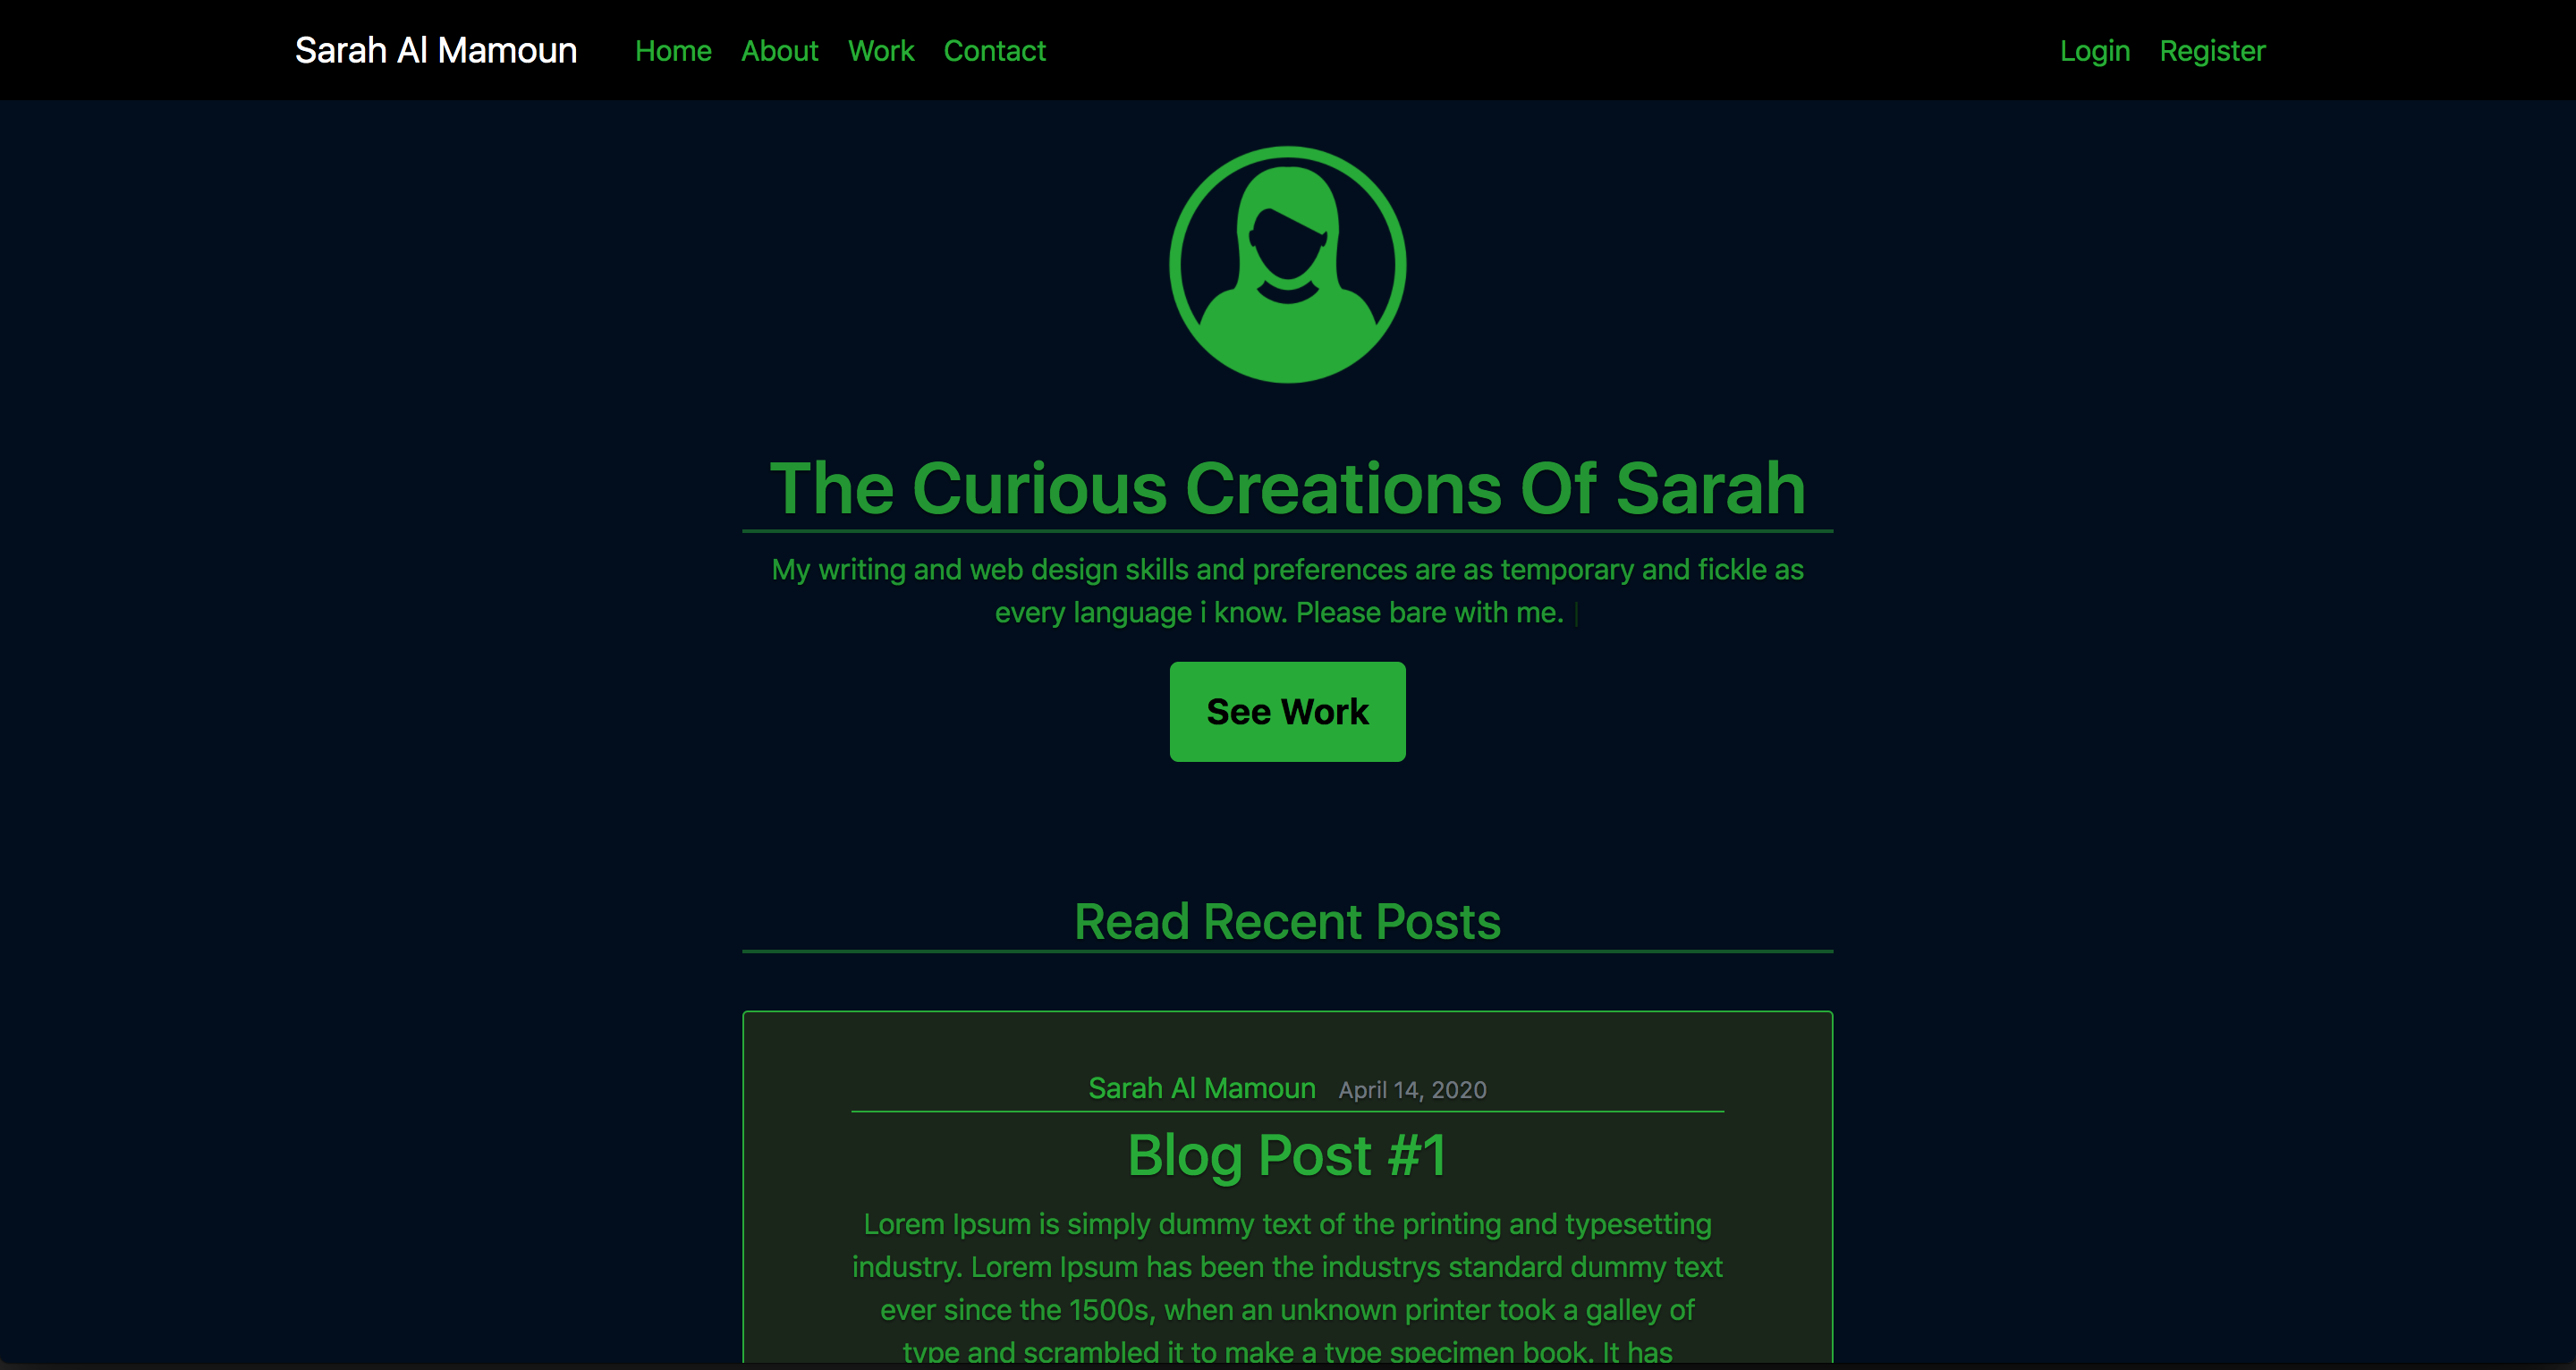 Sarah Al Mamoun Home About Work Contact Login Register
The Curious Creations Of Sarah
My writing and web design skills and preferences are as temporary and fickle as
every language i know. Please bare with me. |
See Work
Read Recent Posts
Sarah Al Mamoun April 14, 2020
Blog Post #1
Lorem Ipsum is simply dummy text of the printing and typesetting
industry. Lorem Ipsum has been the industrys standard dummy text
ever since the 1500s, when an unknown printer took a galley of
type and scrambled it to make a type specimen book. It has